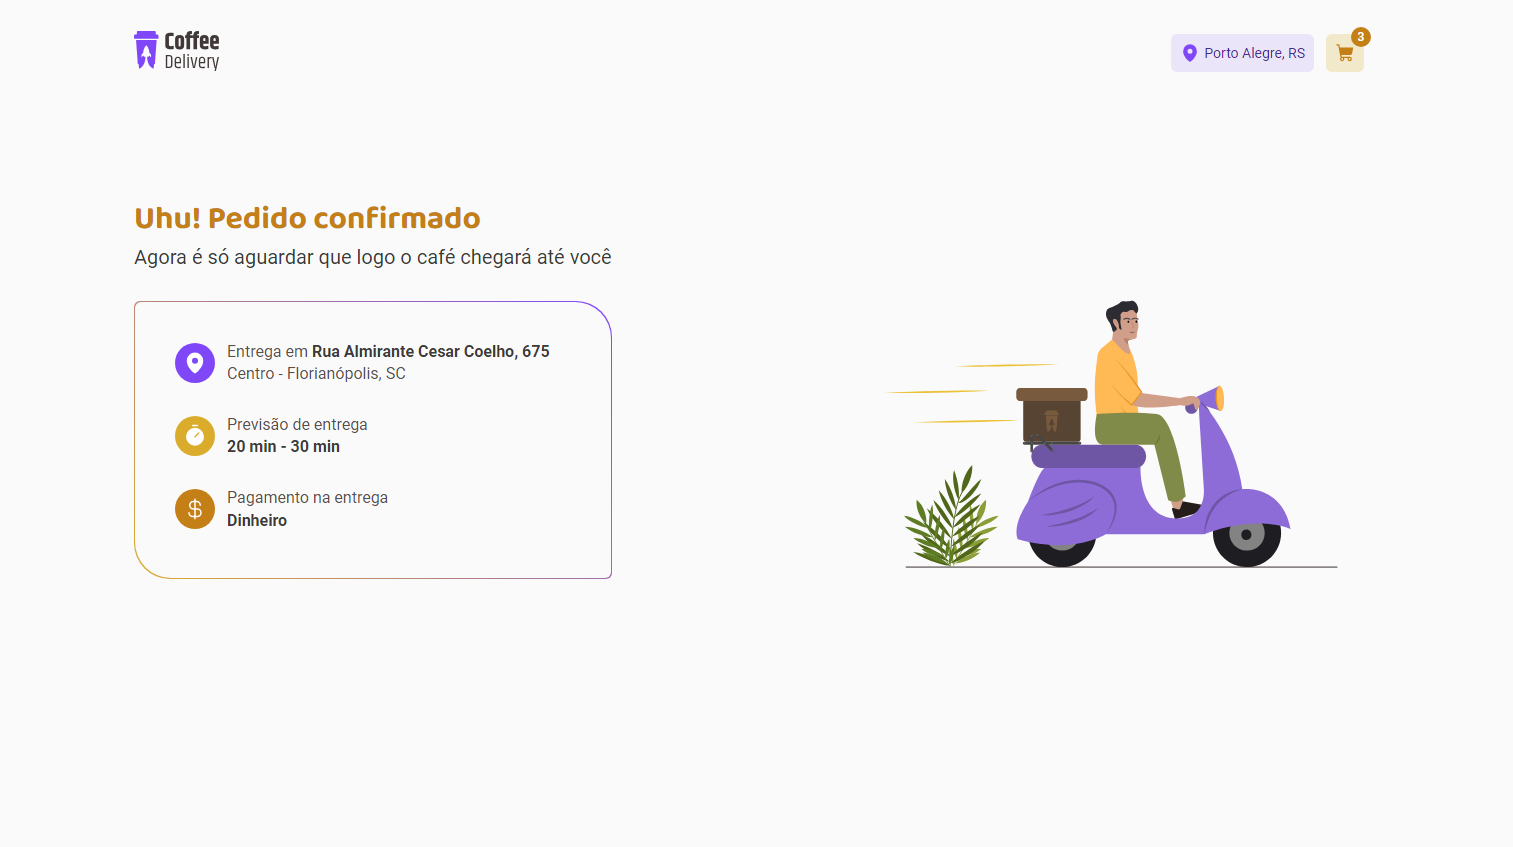 Coffee
Delivery
Porto Alegre, RS
3
Uhu! Pedido confirmado
Agora é só aguardar que logo o café chegará até você
Entrega em Rua Almirante Cesar Coelho, 675
Centro - Florianópolis, SC
Previsão de entrega
20 min - 30 min
Pagamento na entrega
Dinheiro